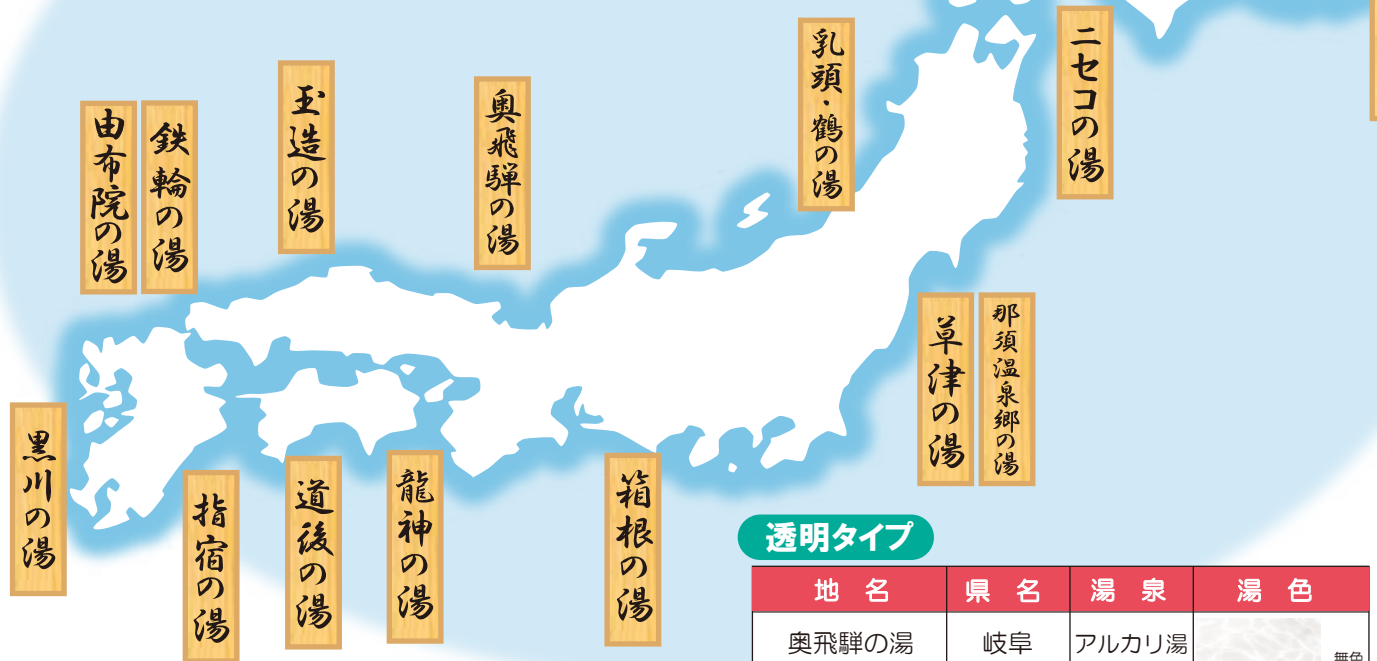 由布院の湯
鉄輪の湯
玉造の湯
奥飛騨の湯
乳頭・鶴の湯
ニセコの湯
黒川の湯
指宿の湯
道後の湯
龍神の湯
箱根の湯
草津の湯
那須温泉郷の湯
透明タイプ
地名 県名 湯泉 湯色
奥飛騨の湯 岐阜 アルカリ湯 無色